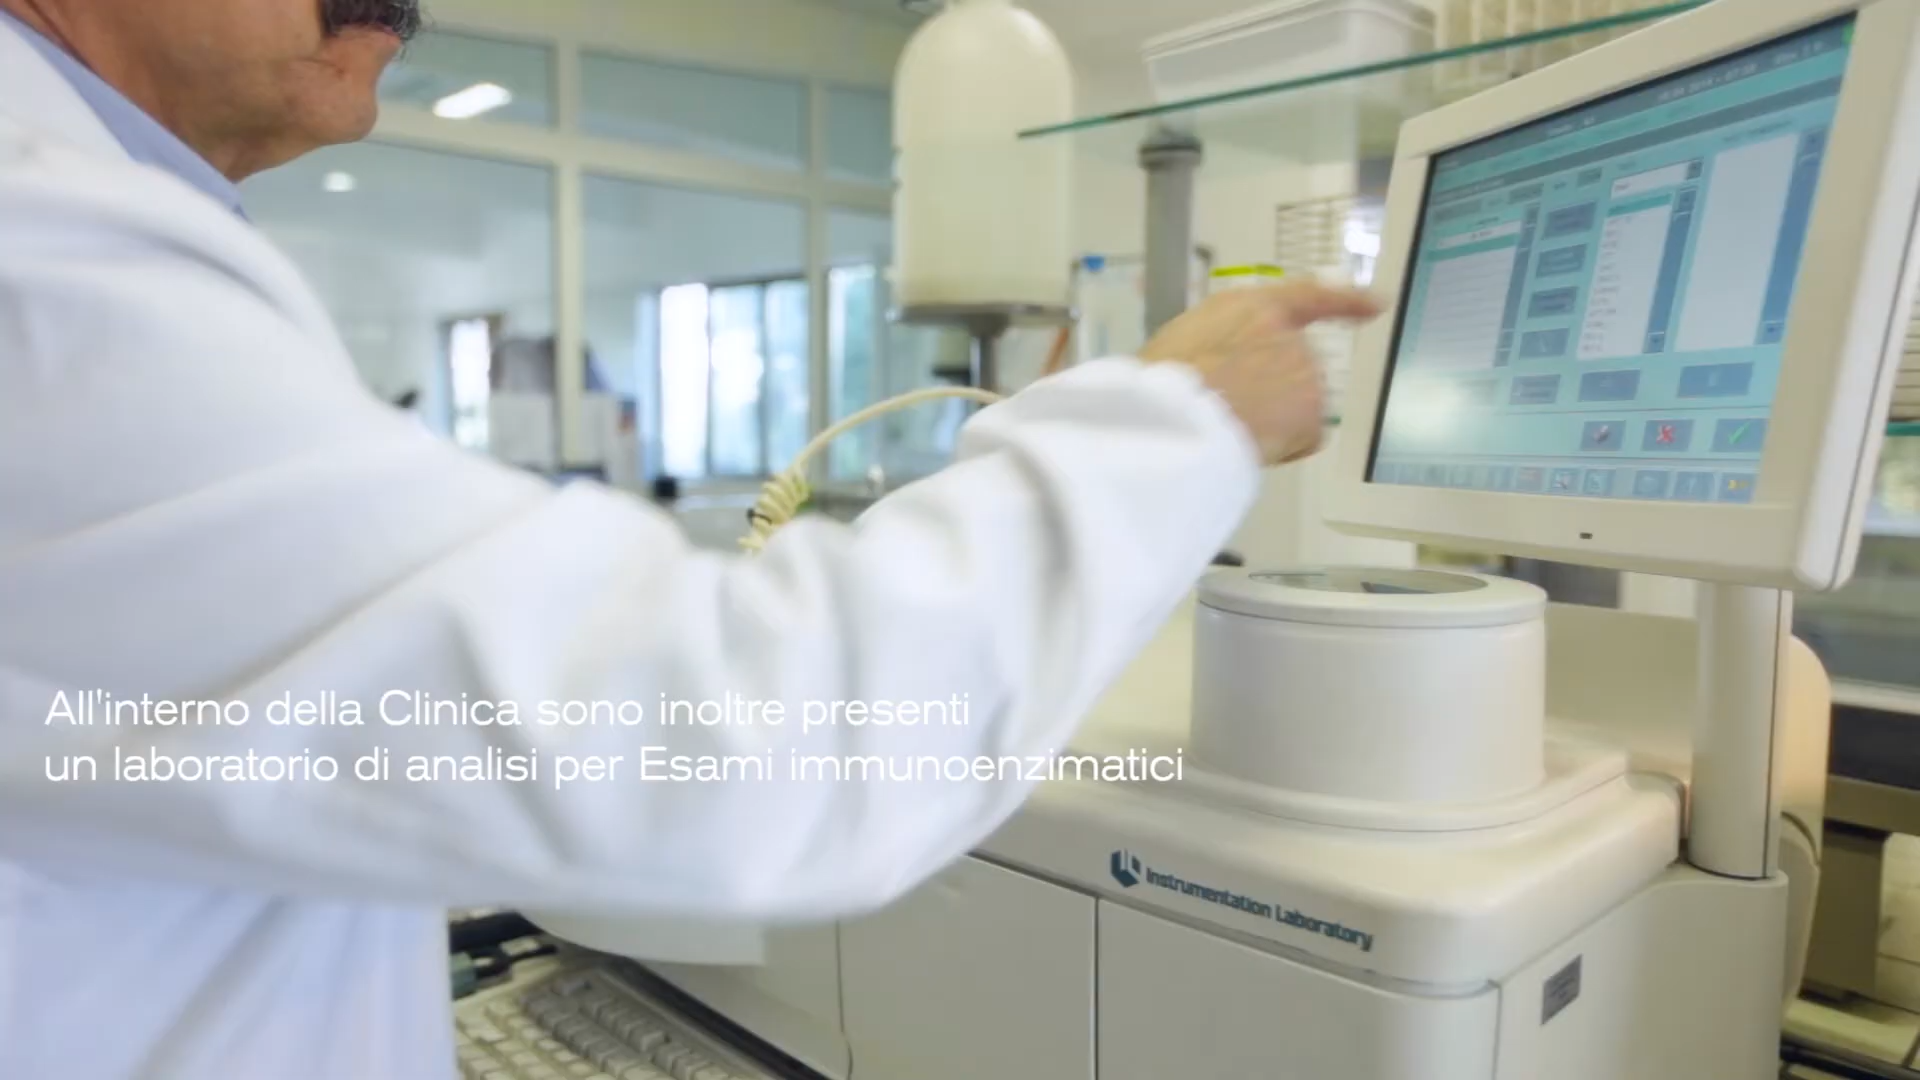 All'interno della Clinica sono inoltre presenti
un laboratorio di analisi per Esami immunoenzimatici
Instrumentation Laboratory